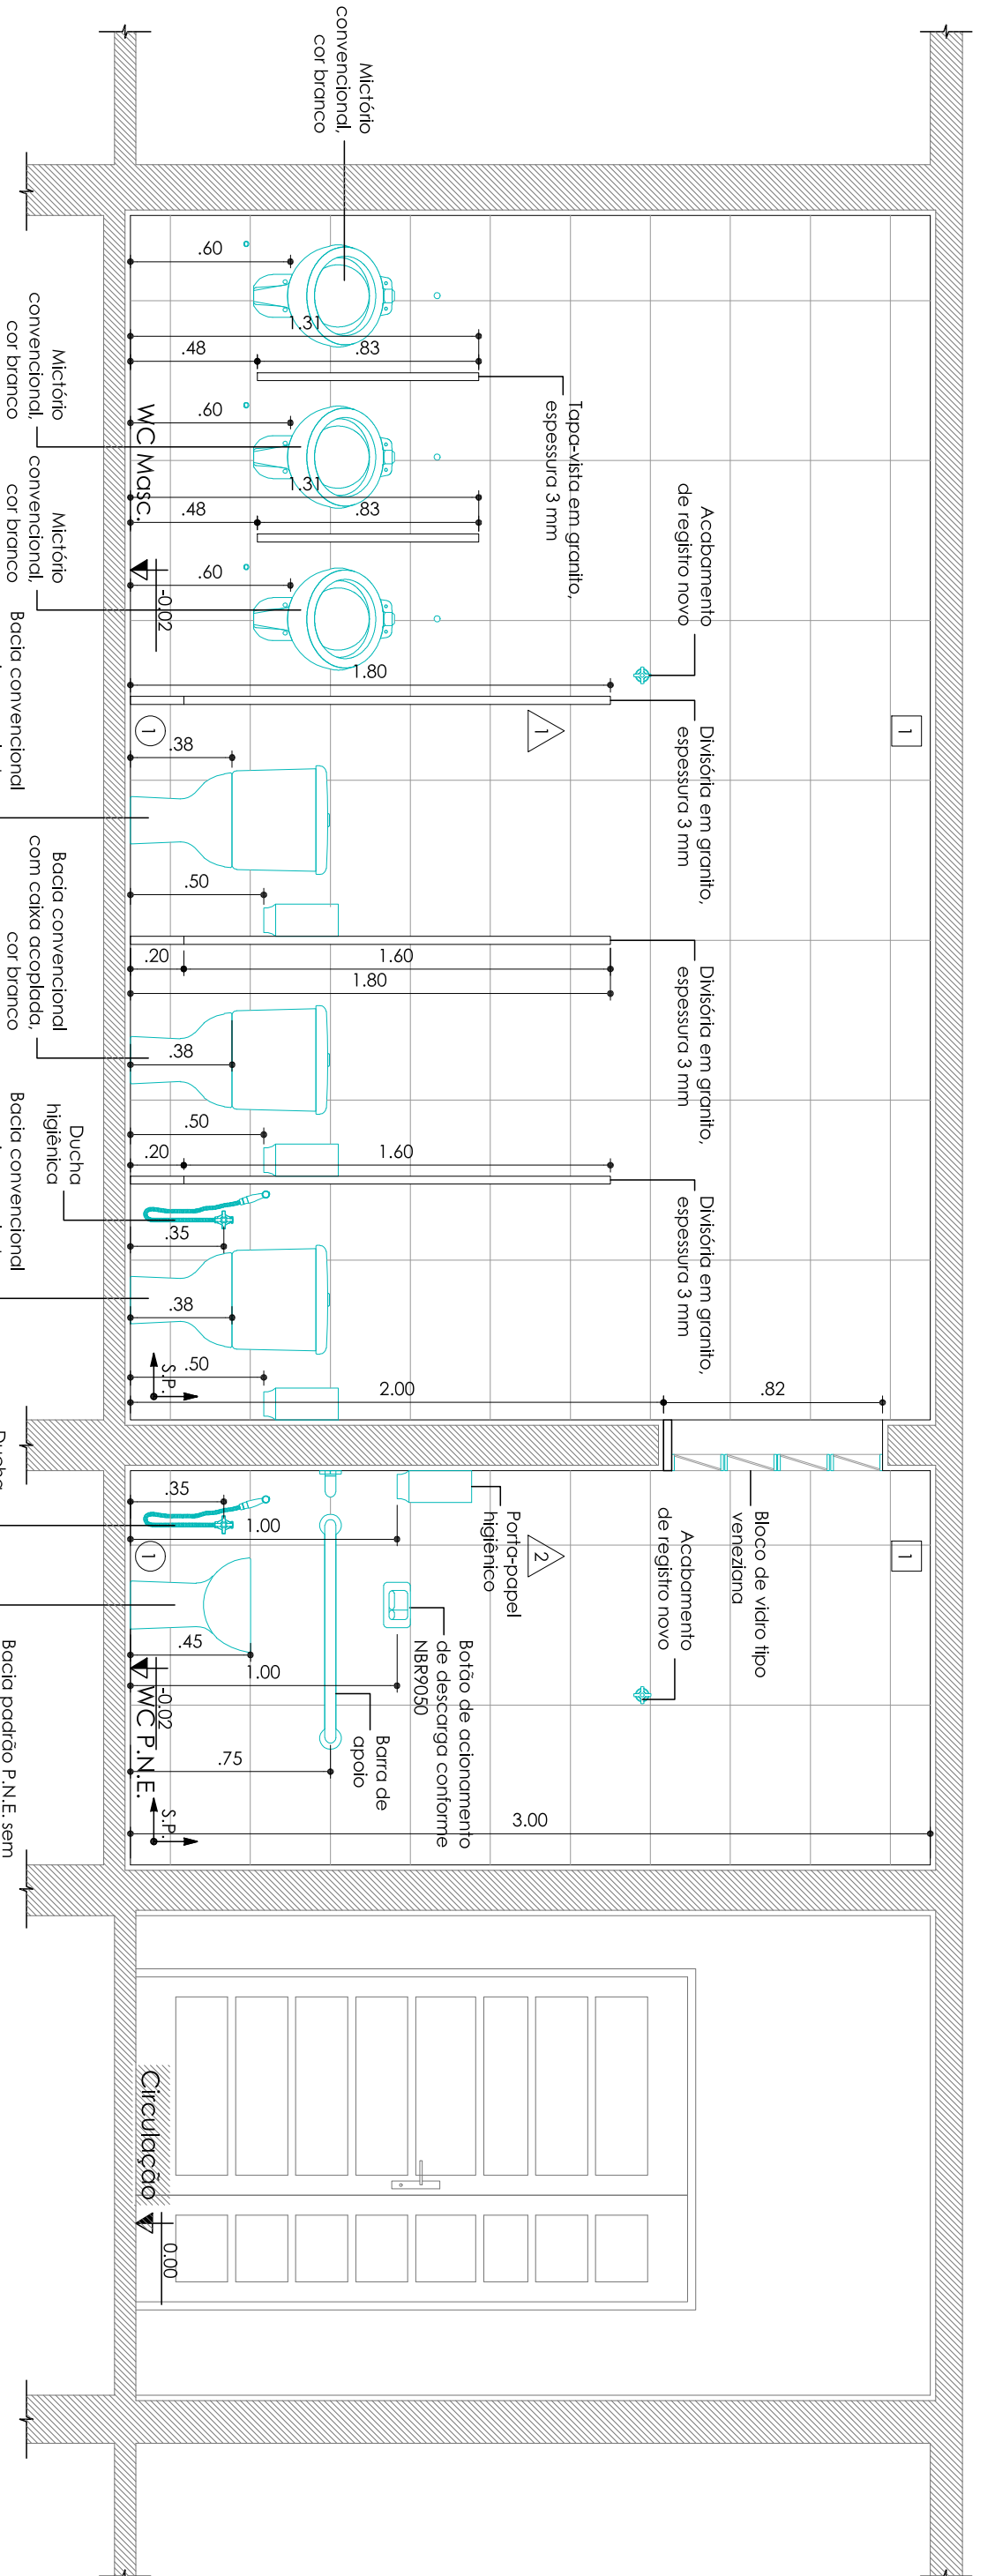 Mictório
convencional,
cor branco
Mictório
convencional,
cor branco
Mictório
convencional,
cor branco
Tapa-vista em granito,
espessura 3 mm
Acabamento
de registro novo
Divisória em granito,
espessura 3 mm
Divisória em granito,
espessura 3 mm
Divisória em granito,
espessura 3 mm
.60
1.31
.48
.83
.60
1.31
.48
.83
.60
WC Masc.
-0.02
1.80
1
1
1
.38
.50
.20
1.60
1.80
.38
.50
.20
1.60
.35
.38
.50
S.P.
2.00
.82
Bacia convencional
Bacia convencional
com caixa acoplada,
cor branco
Ducha
higiênica
Bacia convencional
Bloco de vidro tipo
veneziana
Acabamento
de registro novo
Porta-papel
higiênico
2
1
1
Botão de acionamento
de descarga conforme
NBR9050
Barra de
apoio
.35
1.00
.45
1.00
-0.02
WC P.N.E.
.75
S.P.
3.00
Ducha
Bacia padrão P.N.E. sem
Circulação
0.00